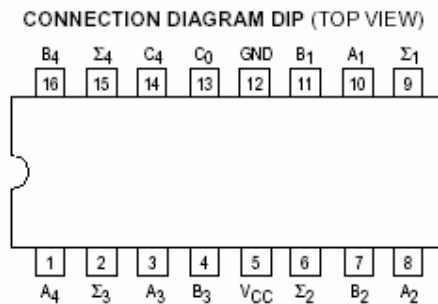 CONNECTION DIAGRAM DIP (TOP VIEW)
B4 Σ4 C4 C0 GND B1 A1 Σ1
16 15 14 13 12 11 10 9
1 2 3 4 5 6 7 8
A4 Σ3 A3 B3 VCC Σ2 B2 A2